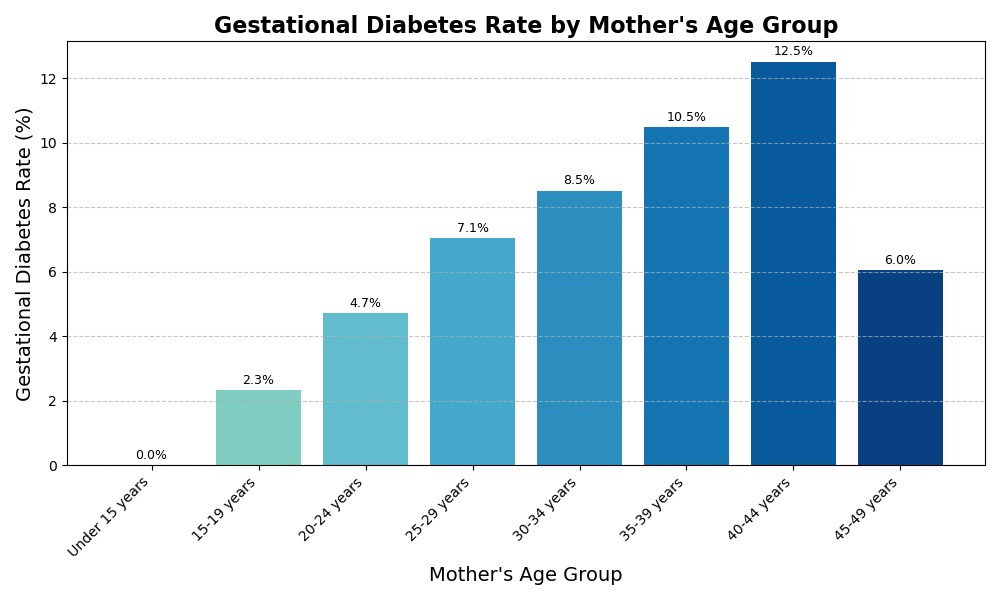 Gestational Diabetes Rate by Mother's Age Group
Gestational Diabetes Rate (%)
12
10
8
6
4
2
0
0.0%
2.3%
4.7%
7.1%
8.5%
10.5%
12.5%
6.0%
Under 15 years
15-19 years
20-24 years
25-29 years
30-34 years
35-39 years
40-44 years
45-49 years
Mother's Age Group